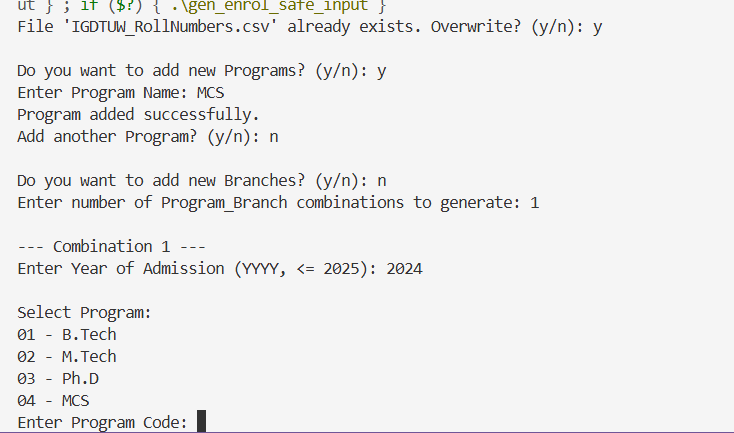 ut } ; if ($?) { .\gen_enrol_safe_input }
File 'IGDTUW_RollNumbers.csv' already exists. Overwrite? (y/n): y
Do you want to add new Programs? (y/n): y
Enter Program Name: MCS
Program added successfully.
Add another Program? (y/n): n
Do you want to add new Branches? (y/n): n
Enter number of Program_Branch combinations to generate: 1
--- Combination 1 ---
Enter Year of Admission (YYYY, <= 2025): 2024
Select Program:
01 - B.Tech
02 - M.Tech
03 - Ph.D
04 - MCS
Enter Program Code: